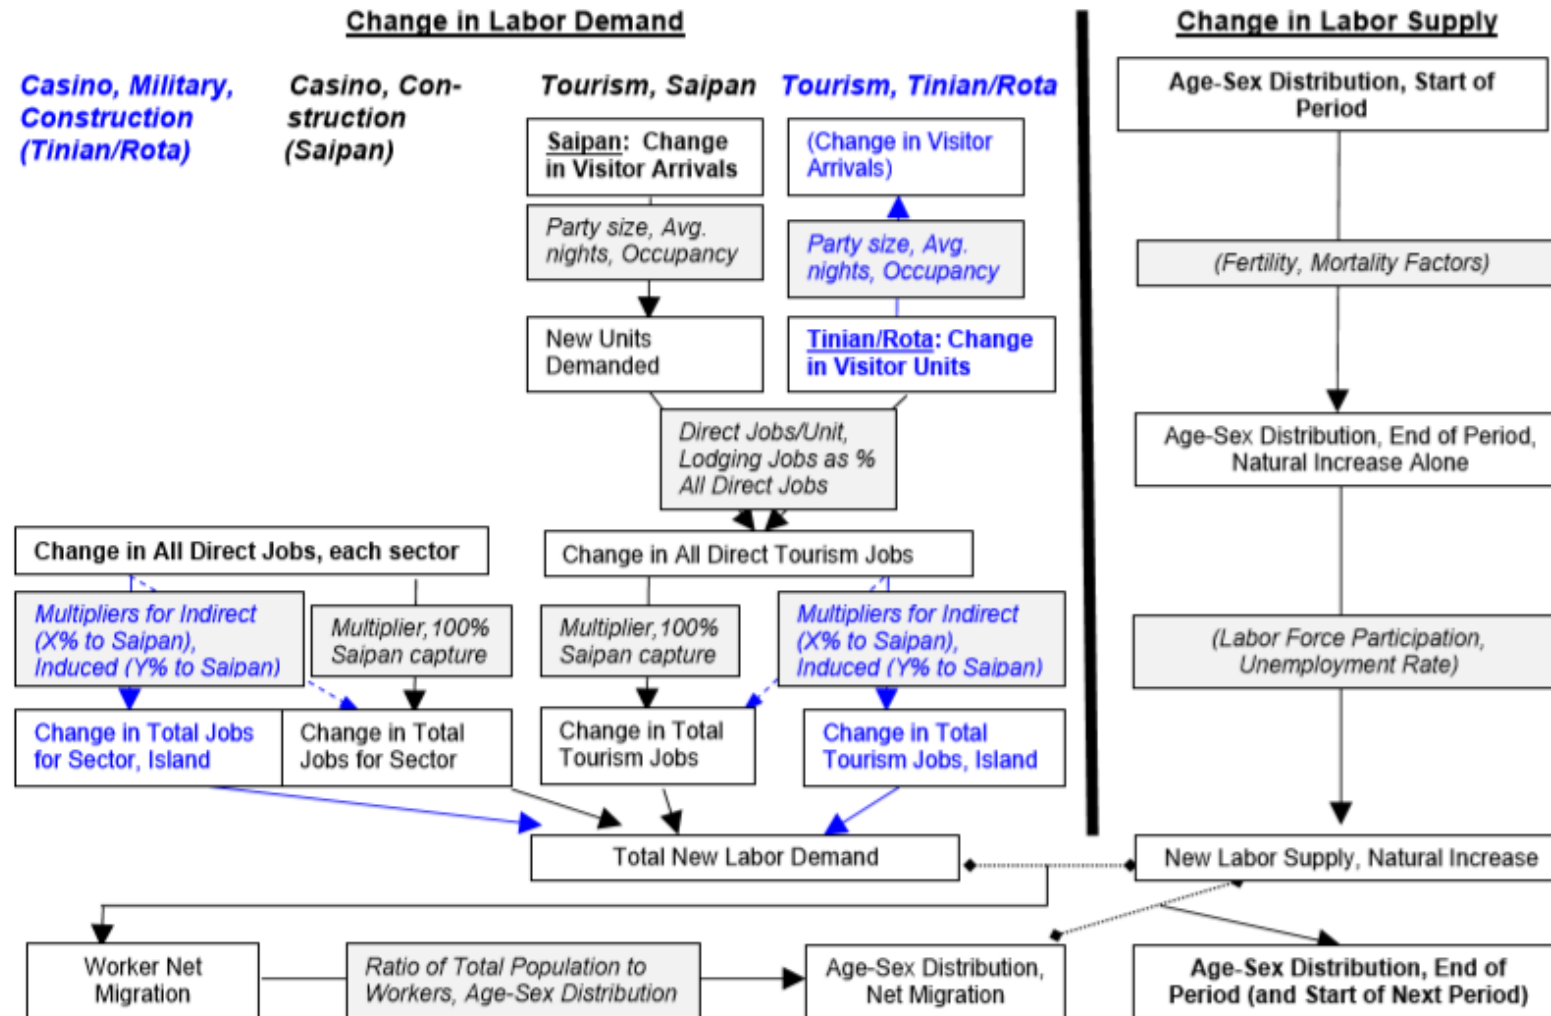 Change in Labor Demand
Change in Labor Supply
Casino, Military,
Construction
(Tinian/Rota)
Casino, Con-
struction
(Saipan)
Tourism, Saipan
Tourism, Tinian/Rota
Saipan: Change
in Visitor Arrivals
(Change in Visitor
Arrivals)
Party size, Avg.
nights, Occupancy
Party size, Avg.
nights, Occupancy
New Units
Demanded
Tinian/Rota: Change
in Visitor Units
Direct Jobs/Unit,
Lodging Jobs as %
All Direct Jobs
Change in All Direct Jobs, each sector
Change in All Direct Tourism Jobs
Multipliers for Indirect
(X% to Saipan),
Induced (Y% to Saipan)
Multiplier,100%
Saipan capture
Multiplier,100%
Saipan capture
Multipliers for Indirect
(X% to Saipan),
Induced (Y% to Saipan)
Change in Total Jobs
for Sector, Island
Change in Total
Jobs for Sector
Change in Total
Tourism Jobs
Change in Total
Tourism Jobs, Island
Total New Labor Demand
Age-Sex Distribution, Start of
Period
(Fertility, Mortality Factors)
Age-Sex Distribution, End of Period,
Natural Increase Alone
(Labor Force Participation,
Unemployment Rate)
New Labor Supply, Natural Increase
Worker Net
Migration
Ratio of Total Population to
Workers, Age-Sex Distribution
Age-Sex Distribution,
Net Migration
Age-Sex Distribution, End of
Period (and Start of Next Period)